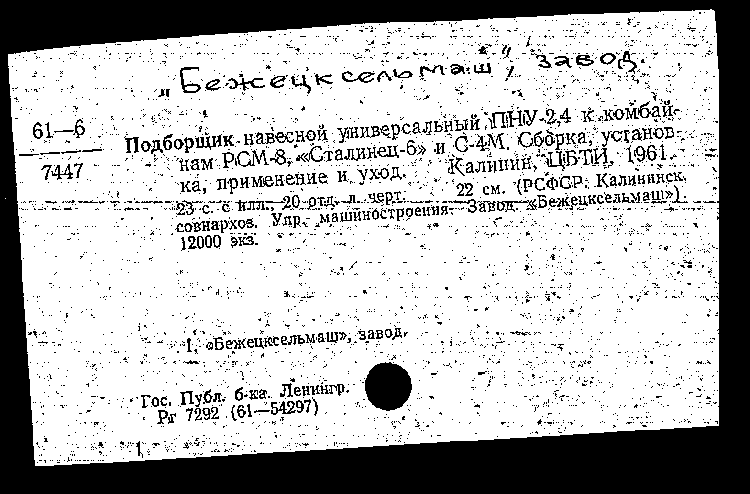 „Бежецксельмаш", завод.
61—6
7447
Подборщик навесной универсальный ПНУ-2,4 к комбай-
нам РСМ-8, «Сталинец-6» и С-4М. Сборка, установ-
ка, применение и уход. Калинин, ЦБТИ, 1961.
23 с. с илл., 20 отд. л. черт. 22 см. (РСФСР. Калининск.
совнархоз. Упр. машиностроения. Завод «Бежецксельмаш»).
12000 экз.
1. «Бежецксельмаш», завод.
Гос. Публ. б-ка. Ленингр.
Рг 7292 (61—54297)